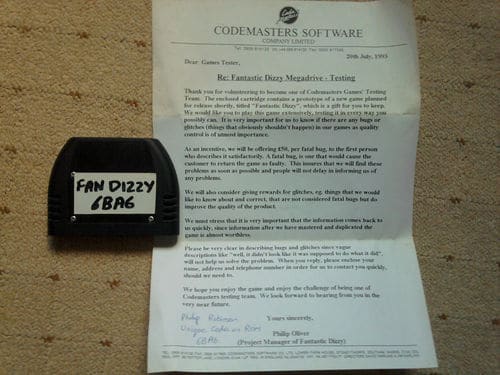 FAN DIZZY
6BA6
CODEMASTERS SOFTWARE
COMPANY LIMITED
20th July, 1993
Dear Games Tester,
Re: Fantastic Dizzy Megadrive - Testing
Thank you for volunteering to become one of Codemasters Games' Testing
Team. The enclosed cartridge contains a prototype of a new game planned
for release shortly, titled "Fantastic Dizzy", which is a gift for you to keep.
We would like you to play this game extensively, testing it in every way you
possibly can. It is very important for us to know if there are any bugs or
glitches (things that obviously shouldn't happen) in our games as quality
control is of utmost importance.
As an incentive, we will be offering £50, per fatal bug, to the first person
who describes it satisfactorily. A fatal bug, is one that would cause the
customer to return the game as faulty. This insures that we will find these
problems as soon as possible and people will not delay in informing us of
any problems.
We will also consider giving rewards for glitches, eg. things that we would
like to know about and correct, that are not considered fatal bugs but do
improve the quality of the product.
We must stress that it is very important that the information comes back to
us quickly, since information after we have mastered and duplicated the
game is almost worthless.
Please be very clear in describing bugs and glitches since vague
descriptions like "well, it didn't look like it was supposed to do what it did",
will not help us solve the problem. When you reply, please enclose your
name, address and telephone number in order for us to contact you quickly,
should we need to.
We hope you enjoy the game and enjoy the challenge of being one of
Codemasters testing team. We look forward to hearing from you in the
very near future.
Yours sincerely,
Philip
Unique Code in ROM
6BA6
Philip Oliver
(Project Manager of Fantastic Dizzy)